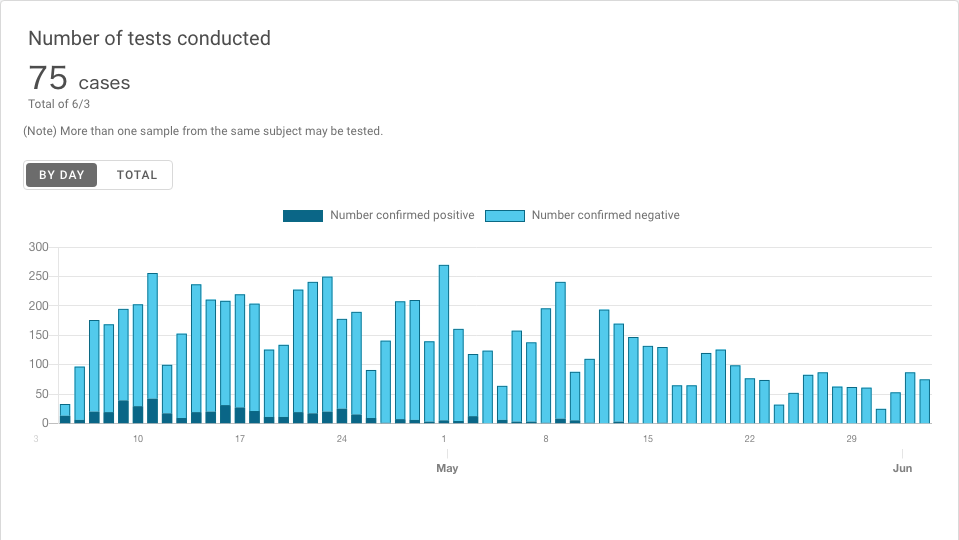 Number of tests conducted
75 cases
Total of 6/3
(Note) More than one sample from the same subject may be tested.
BY DAY TOTAL
Number confirmed positive Number confirmed negative
300
250
200
150
100
50
0
3 10 17 24 1 8 15 22 29
May Jun